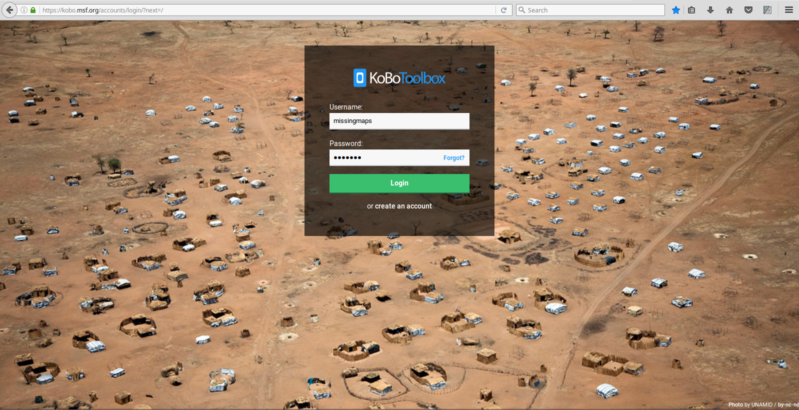 https://kobo.msf.org/accounts/login/?next=/
Search
KoBoToolbox
Username:
missingmaps
Password:
•••••••
Forgot?
Login
or create an account
Photo by UNAMID / by-nc-nd